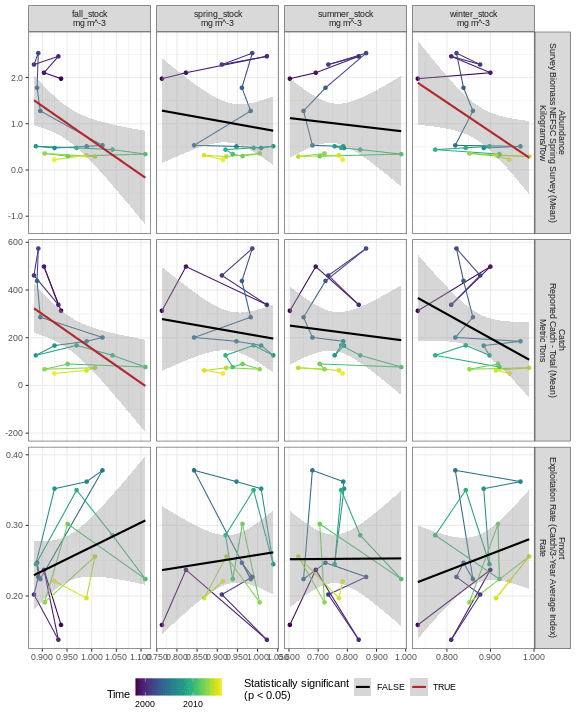 fall_stock
mg m^-3
spring_stock
mg m^-3
summer_stock
mg m^-3
winter_stock
mg m^-3
2.0
1.0
0.0
-1.0
Abundance
Survey Biomass NEFSC Spring Survey (Mean)
Kilograms/Tow
600
400
200
0
-200
Catch
Reported Catch - Total (Mean)
Metric Tons
0.40
0.30
0.20
Fmort
Exploitation Rate (Catch/3-Year Average Index)
Rate
0.900 0.950 1.000 1.050 1.100
0.750 0.800 0.850 0.900 0.950 1.000 1.050
0.600 0.700 0.800 0.900 1.000
0.800 0.900 1.000
Time
2000 2010
Statistically significant
(p < 0.05)
FALSE
TRUE